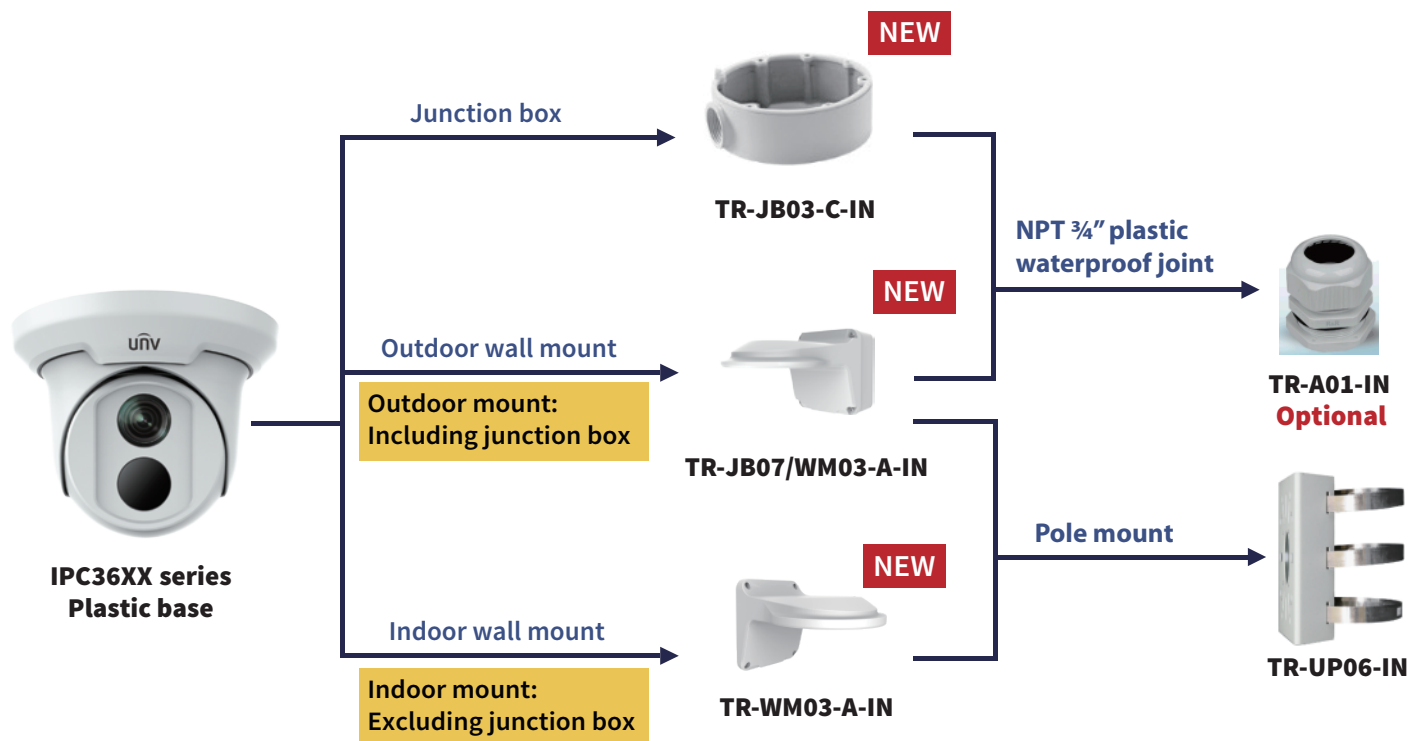 NEW
Junction box
TR-JB03-C-IN
NPT ¾″ plastic
waterproof joint
NEW
unv
Outdoor wall mount
Outdoor mount:
Including junction box
TR-JB07/WM03-A-IN
TR-A01-IN
Optional
IPC36XX series
Plastic base
Pole mount
NEW
Indoor wall mount
Indoor mount:
Excluding junction box
TR-WM03-A-IN
TR-UP06-IN